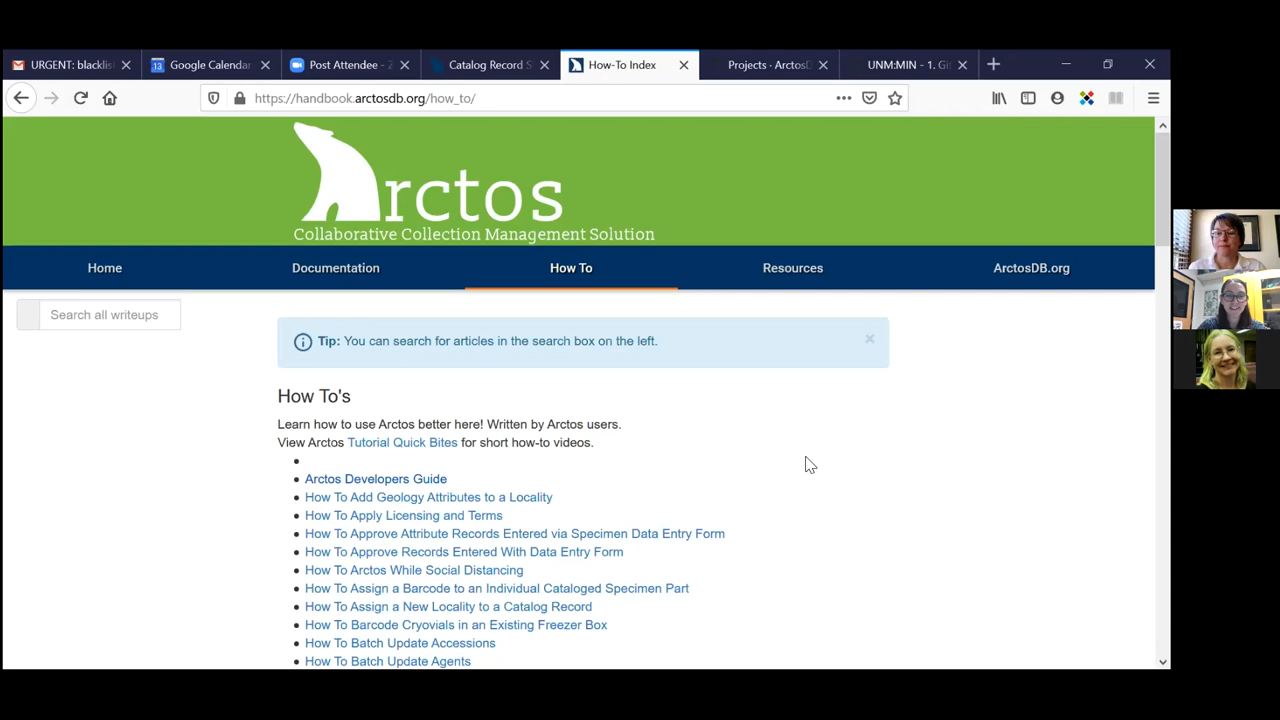 URGENT: blacklis
Google Calendar
Post Attendee - Z
Catalog Record S
How-To Index
Projects - ArctosD
UNM:MIN - 1. Gi
https://handbook.arctosdb.org/how_to/
Arctos
Collaborative Collection Management Solution
Home
Documentation
How To
Resources
ArctosDB.org
Search all writeups
Tip: You can search for articles in the search box on the left.
How To's
Learn how to use Arctos better here! Written by Arctos users.
View Arctos Tutorial Quick Bites for short how-to videos.
Arctos Developers Guide
How To Add Geology Attributes to a Locality
How To Apply Licensing and Terms
How To Approve Attribute Records Entered via Specimen Data Entry Form
How To Approve Records Entered With Data Entry Form
How To Arctos While Social Distancing
How To Assign a Barcode to an Individual Cataloged Specimen Part
How To Assign a New Locality to a Catalog Record
How To Barcode Cryovials in an Existing Freezer Box
How To Batch Update Accessions
How To Batch Update Agents